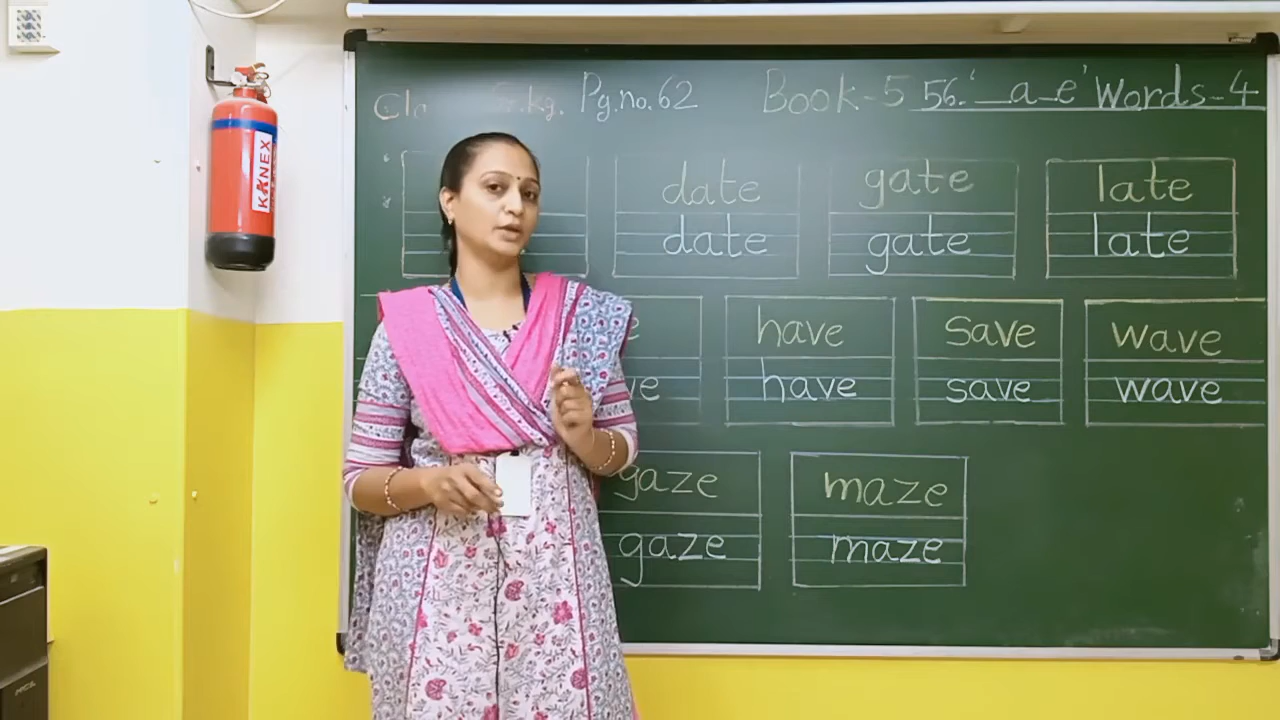 Sr.kg. Pg.no.62 Book-5 56.‘_a_e’ Words-4
date gate late
date gate late
have save wave
have save wave
gaze maze
gaze maze
KANEX